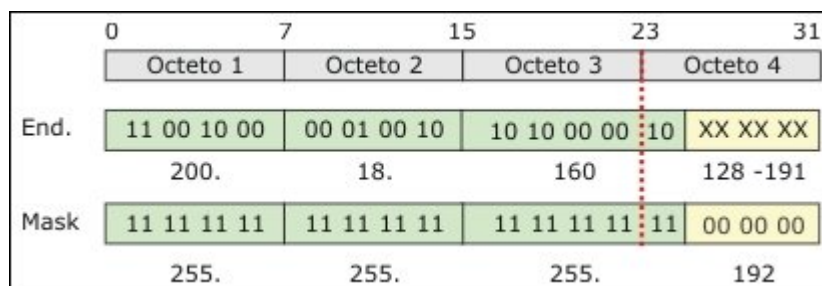 0 7 15 23 31
Octeto 1 Octeto 2 Octeto 3 Octeto 4
End. 11 00 10 00 00 01 00 10 10 10 00 00 10 XX XX XX
200. 18. 160 128 -191
Mask 11 11 11 11 11 11 11 11 11 11 11 11 11 00 00 00
255. 255. 255. 192